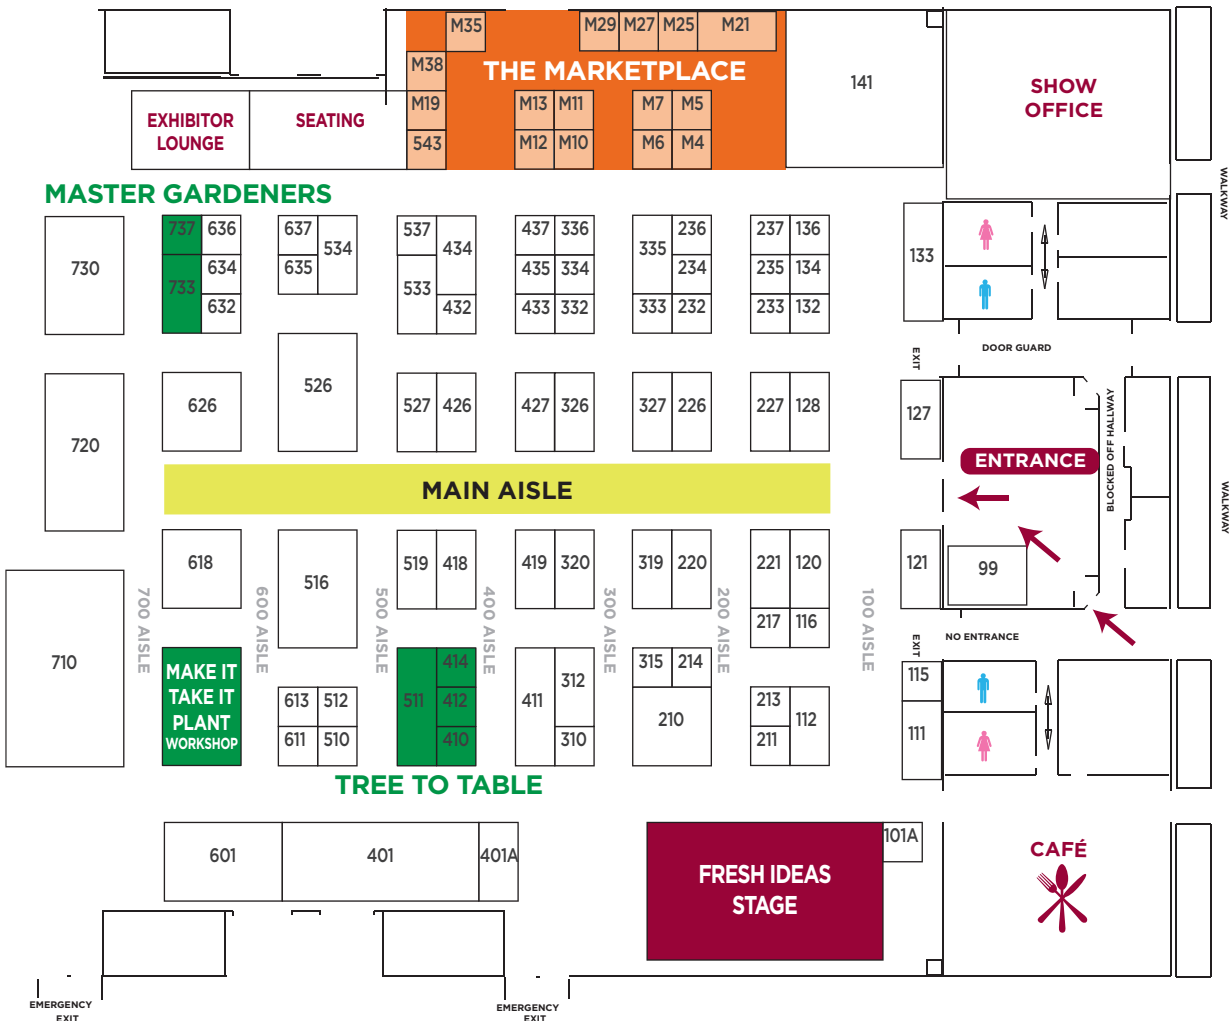 M35
M29 M27 M25 M21
M38
THE MARKETPLACE
141
SHOW
OFFICE
EXHIBITOR
LOUNGE
SEATING
M19
M13 M11
M7 M5
543
M12 M10
M6 M4
WALKWAY
MASTER GARDENERS
730
737 636
733 634
632
637 534
635
537 434
533 432
437 336
435 334
433 332
335 236
234
333 232
237 136
235 134
233 132
133
EXIT
DOOR GUARD
720
626
526
527 426
427 326
327 226
227 128
127
BLOCKED OFF HALLWAY
ENTRANCE
MAIN AISLE
WALKWAY
618
516
519 418
419 320
319 220
221 120
217 116
121
99
700 AISLE
600 AISLE
500 AISLE
400 AISLE
300 AISLE
200 AISLE
100 AISLE
EXIT
NO ENTRANCE
710
MAKE IT
TAKE IT
PLANT
WORKSHOP
613 512
611 510
511 414
412
410
411 312
310
315 214
210
213 112
211
115
111
TREE TO TABLE
601
401
401A
FRESH IDEAS
STAGE
101A
CAFÉ
EMERGENCY
EXIT
EMERGENCY
EXIT